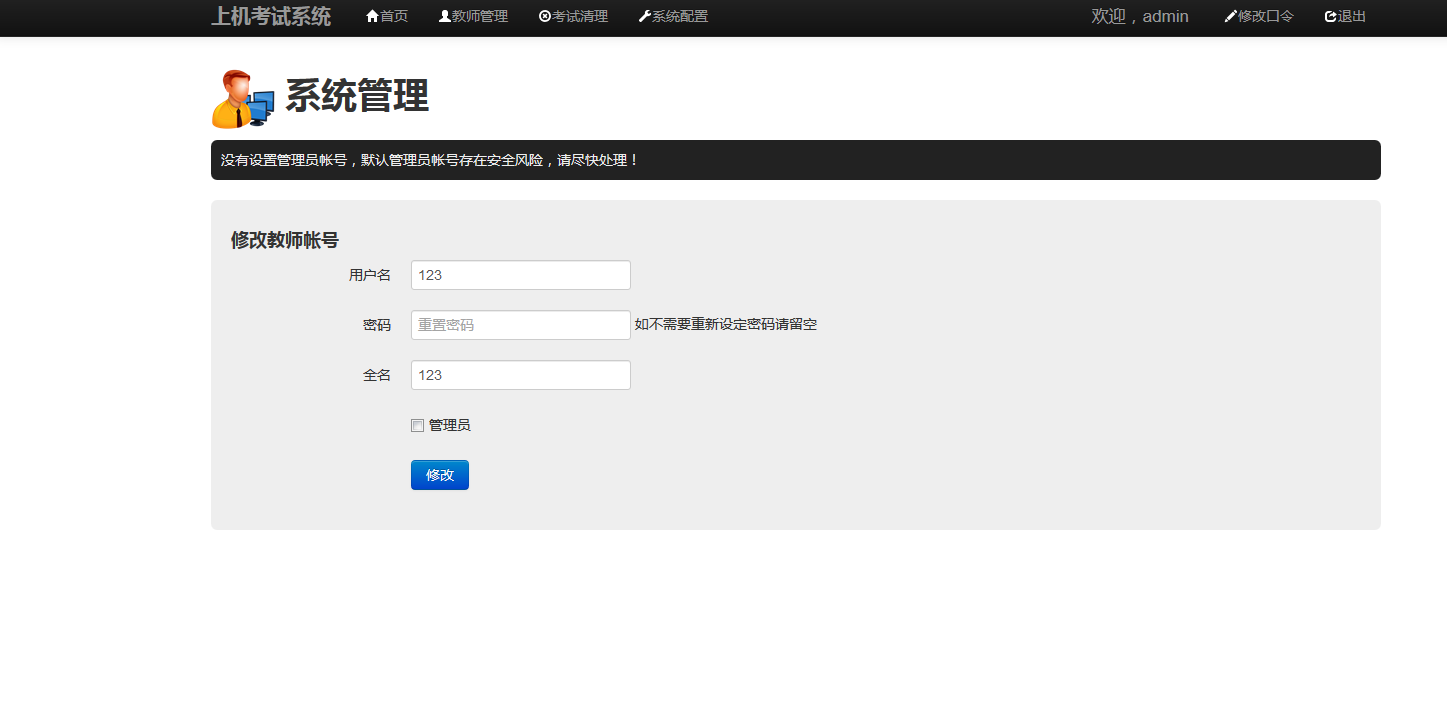 上机考试系统 首页 教师管理 考试清理 系统配置 欢迎，admin 修改口令 退出
系统管理
没有设置管理员帐号，默认管理员帐号存在安全风险，请尽快处理！
修改教师帐号
用户名 123
密码 重置密码 如不需要重新设定密码请留空
全名 123
管理员
修改